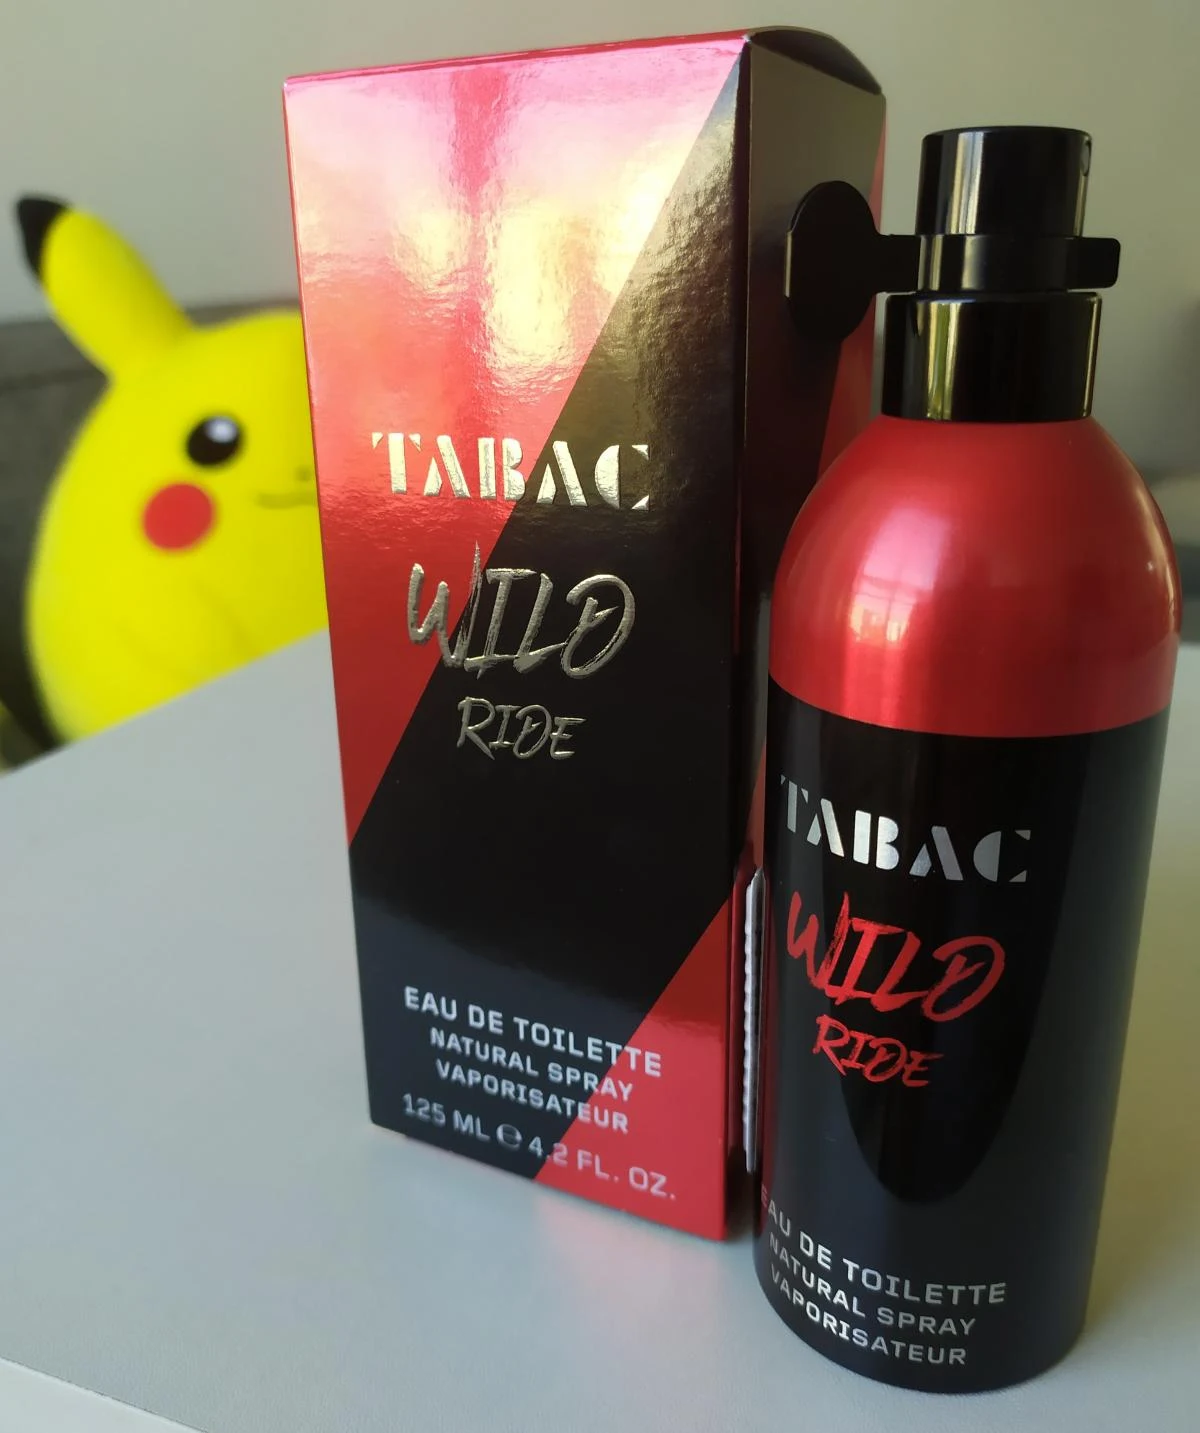 TABAC
WILD
RIDE
EAU DE TOILETTE
NATURAL SPRAY
VAPORISATEUR
125 ML ℮ 4.2 FL. OZ.
TABAC
WILD
RIDE
EAU DE TOILETTE
NATURAL SPRAY
VAPORISATEUR